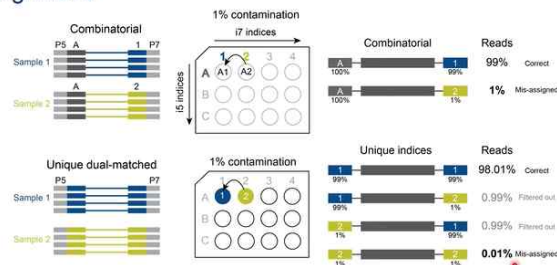 Combinatorial
P5 A 1 P7
Sample 1
A 2
Sample 2
1% contamination
i7 indices
1 2 3 4
i5 indices
A A1 A2
B
C
Combinatorial Reads
A 1 99% Correct
100% 99%
A 2 1% Mis-assigned
100% 1%
Unique dual-matched
P5 P7
Sample 1
Sample 2
1% contamination
1 2 3 4
A 1 2
B
C
Unique indices Reads
1 1 98.01% Correct
99% 99%
1 2 0.99% Filtered out
99% 1%
2 1 0.99% Filtered out
1% 99%
2 2 0.01% Mis-assigned
1% 1%